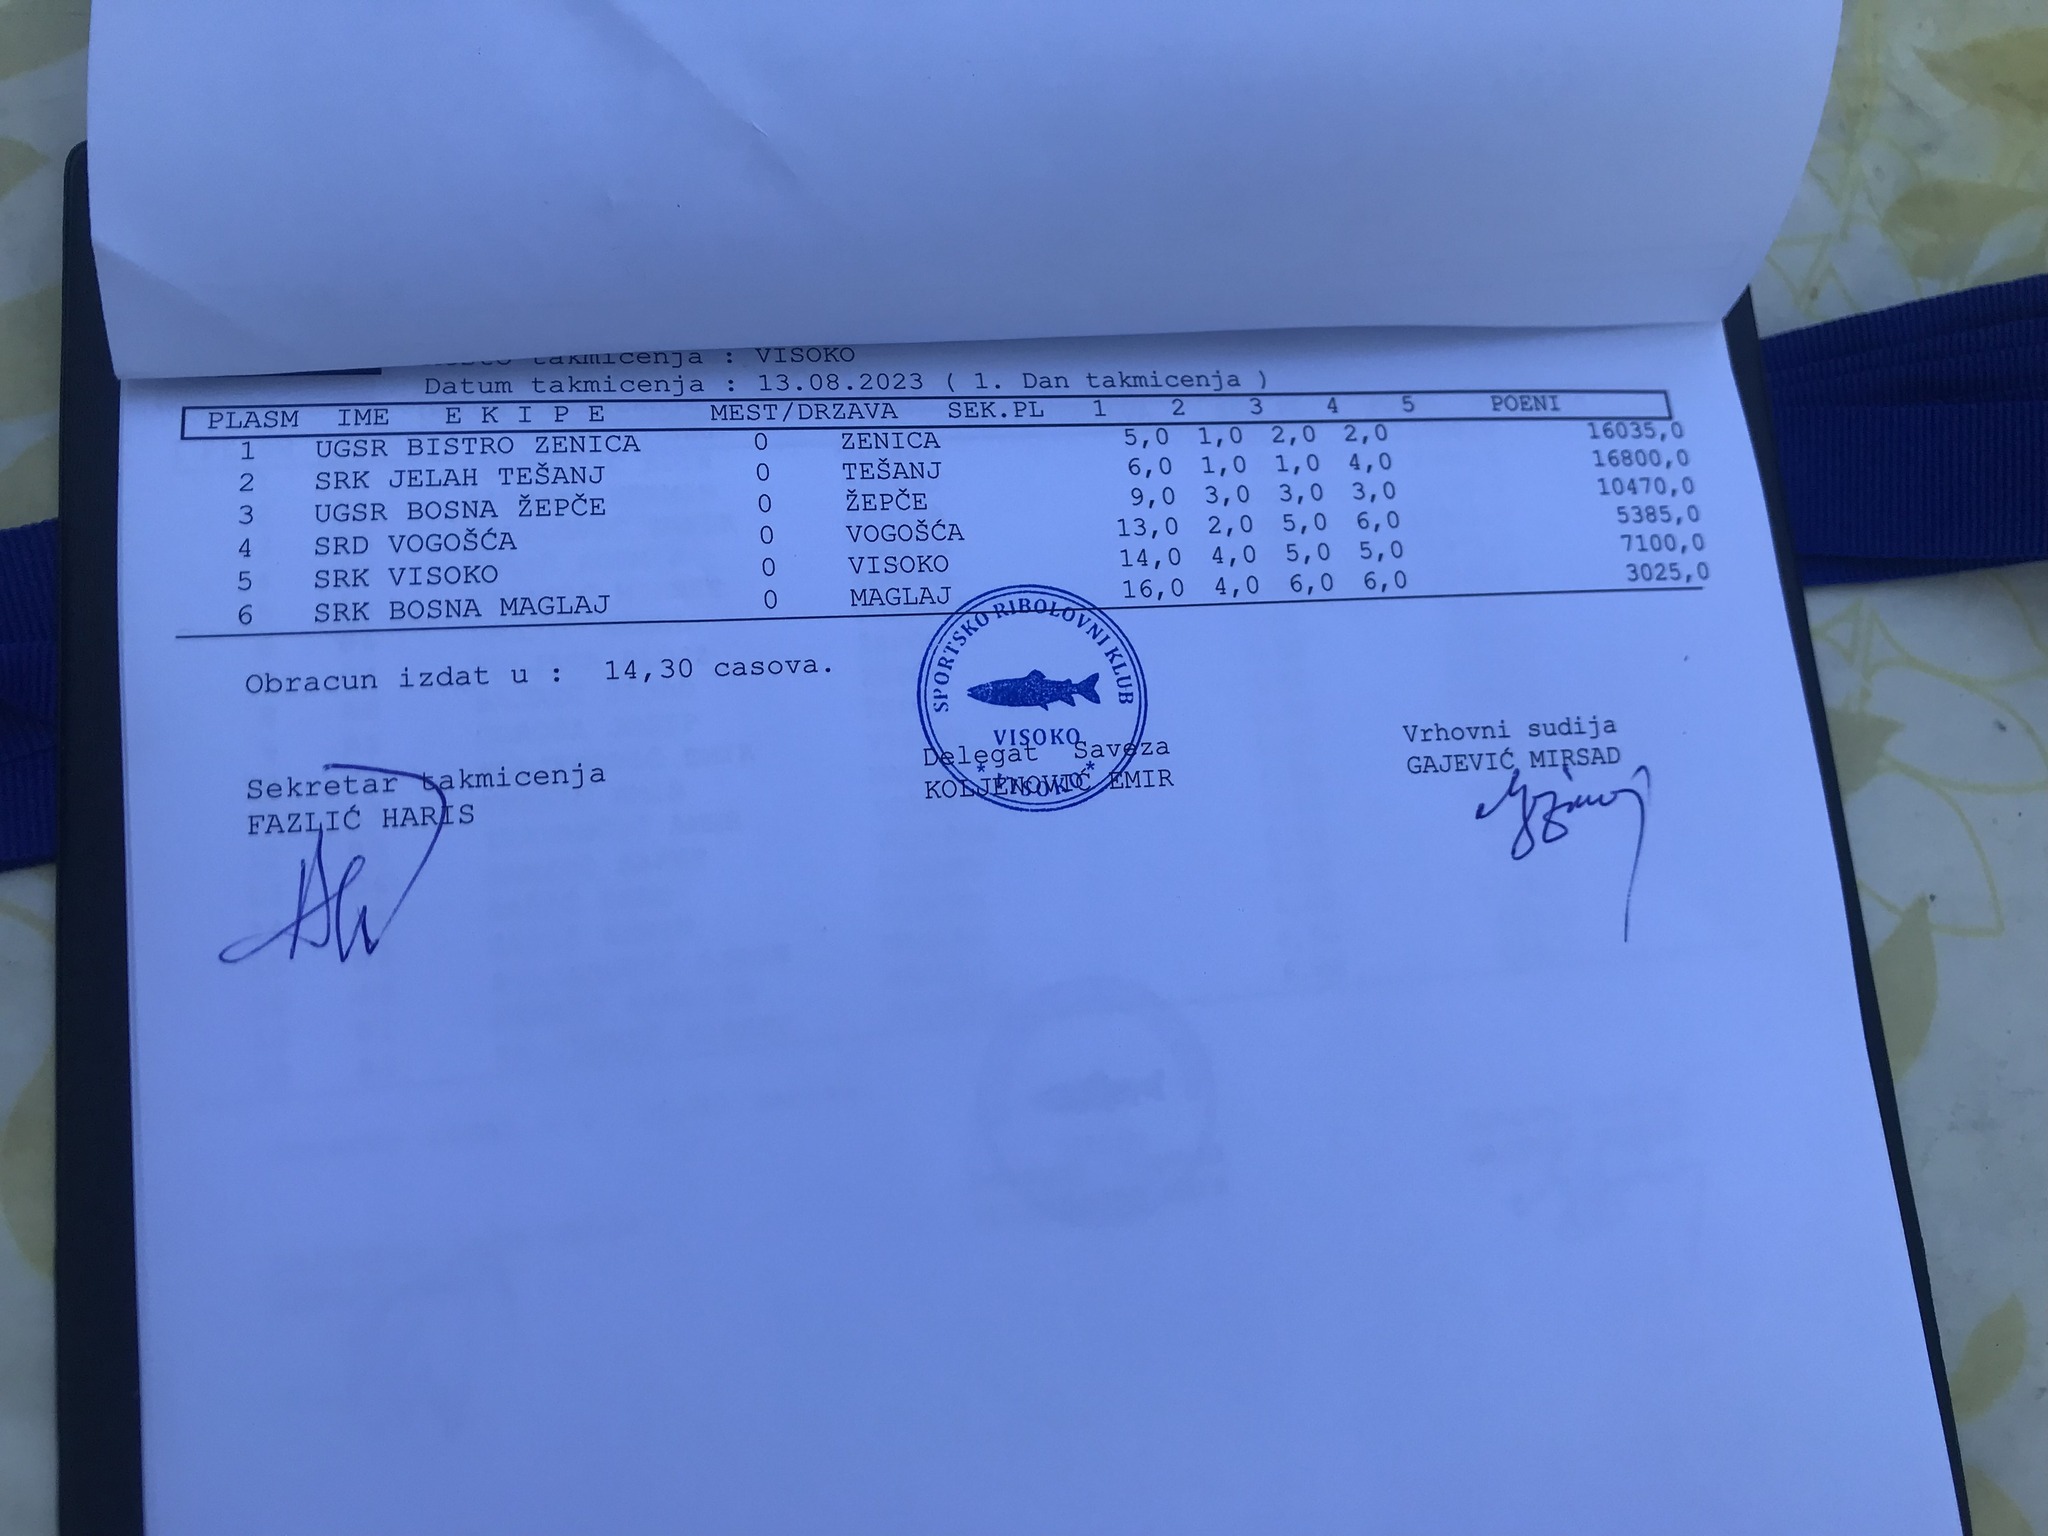 takmicenja : VISOKO
Datum takmicenja : 13.08.2023 ( 1. Dan takmicenja )
PLASM IME E K I P E MEST/DRZAVA SEK.PL 1 2 3 4 5 POENI
1 UGSR BISTRO ZENICA 0 ZENICA 5,0 1,0 2,0 2,0 16035,0
2 SRK JELAH TEŠANJ 0 TEŠANJ 6,0 1,0 1,0 4,0 16800,0
3 UGSR BOSNA ŽEPČE 0 ŽEPČE 9,0 3,0 3,0 3,0 10470,0
4 SRD VOGOŠĆA 0 VOGOŠĆA 13,0 2,0 5,0 6,0 5385,0
5 SRK VISOKO 0 VISOKO 14,0 4,0 5,0 5,0 7100,0
6 SRK BOSNA MAGLAJ 0 MAGLAJ 16,0 4,0 6,0 6,0 3025,0
Obracun izdat u : 14,30 casova.
SPORTSKO RIBOLOVNI KLUB
VISOKO
* VISOKO *
Sekretar takmicenja
FAZLIĆ HARIS
Delegat Saveza
KOLJENOVIĆ EMIR
Vrhovni sudija
GAJEVIĆ MIRSAD